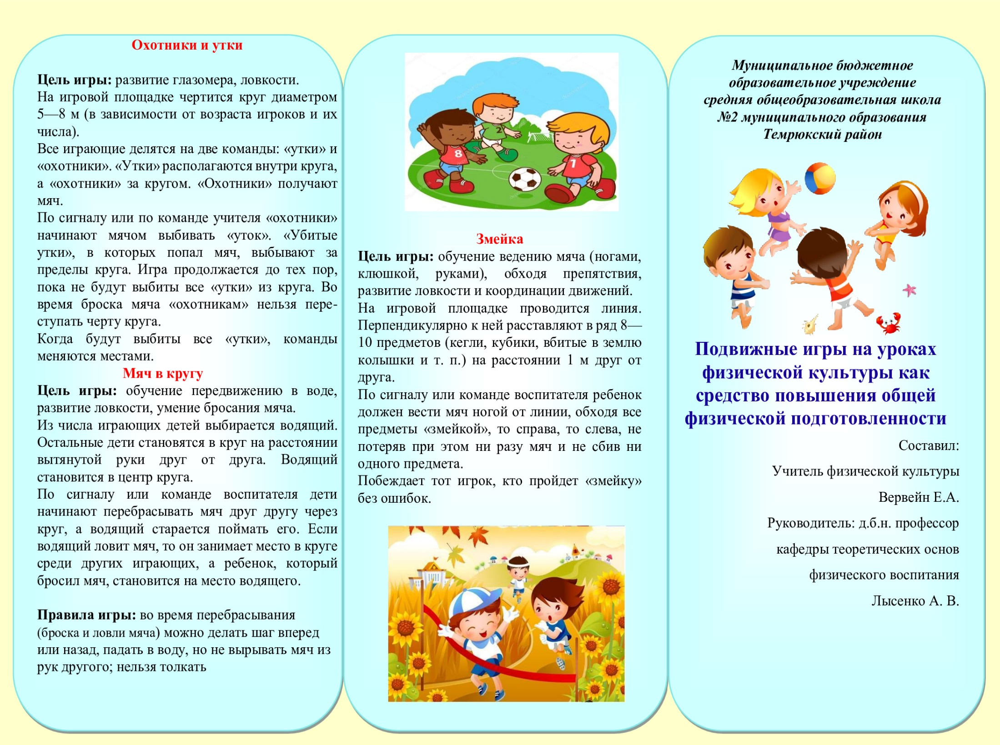 Охотники и утки
Цель игры: развитие глазомера, ловкости.
На игровой площадке чертится круг диаметром
5—8 м (в зависимости от возраста игроков и их
числа).
Все играющие делятся на две команды: «утки» и
«охотники». «Утки» располагаются внутри круга,
а «охотники» за кругом. «Охотники» получают
мяч.
По сигналу или по команде учителя «охотники»
начинают мячом выбивать «уток». «Убитые
утки», в которых попал мяч, выбывают за
пределы круга. Игра продолжается до тех пор,
пока не будут выбиты все «утки» из круга. Во
время броска мяча «охотникам» нельзя пере-
ступать черту круга.
Когда будут выбиты все «утки», команды
меняются местами.
Мяч в кругу
Цель игры: обучение передвижению в воде,
развитие ловкости, умение бросания мяча.
Из числа играющих детей выбирается водящий.
Остальные дети становятся в круг на расстоянии
вытянутой руки друг от друга. Водящий
становится в центр круга.
По сигналу или команде воспитателя дети
начинают перебрасывать мяч друг другу через
круг, а водящий старается поймать его. Если
водящий ловит мяч, то он занимает место в круге
среди других играющих, а ребенок, который
бросил мяч, становится на место водящего.
Правила игры: во время перебрасывания
(броска и ловли мяча) можно делать шаг вперед
или назад, падать в воду, но не вырывать мяч из
рук другого; нельзя толкать
2
8
1
Змейка
Цель игры: обучение ведению мяча (ногами,
клюшкой, руками), обходя препятствия,
развитие ловкости и координации движений.
На игровой площадке проводится линия.
Перпендикулярно к ней расставляют в ряд 8—
10 предметов (кегли, кубики, вбитые в землю
колышки и т. п.) на расстоянии 1 м друг от
друга.
По сигналу или команде воспитателя ребенок
должен вести мяч ногой от линии, обходя все
предметы «змейкой», то справа, то слева, не
потеряв при этом ни разу мяч и не сбив ни
одного предмета.
Побеждает тот игрок, кто пройдет «змейку»
без ошибок.
Муниципальное бюджетное
образовательное учреждение
средняя общеобразовательная школа
№2 муниципального образования
Темрюкский район
Подвижные игры на уроках
физической культуры как
средство повышения общей
физической подготовленности
Составил:
Учитель физической культуры
Вервейн Е.А.
Руководитель: д.б.н. профессор
кафедры теоретических основ
физического воспитания
Лысенко А. В.